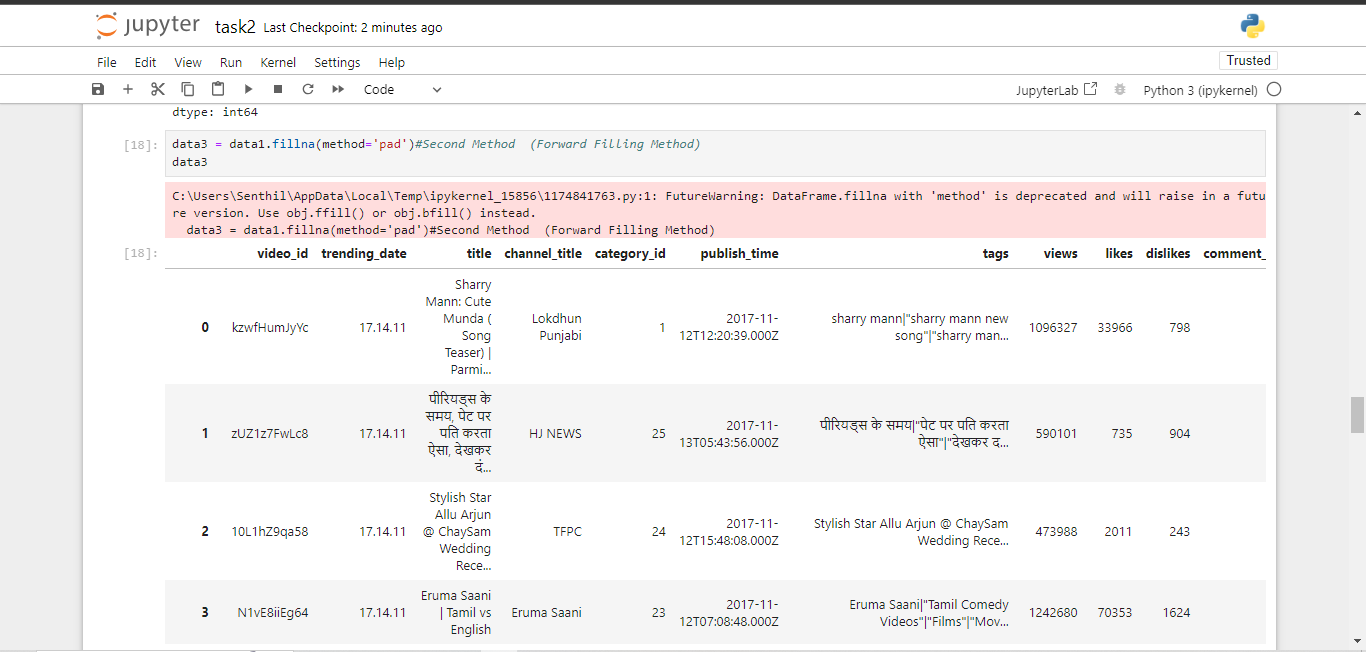 jupyter task2 Last Checkpoint: 2 minutes ago
File Edit View Run Kernel Settings Help
Trusted
Code
JupyterLab Python 3 (ipykernel)
dtype: int64
[18]: data3 = data1.fillna(method='pad')#Second Method  (Forward Filling Method)
data3
C:\Users\Senthil\AppData\Local\Temp\ipykernel_15856\1174841763.py:1: FutureWarning: DataFrame.fillna with 'method' is deprecated and will raise in a futu
re version. Use obj.ffill() or obj.bfill() instead.
data3 = data1.fillna(method='pad')#Second Method  (Forward Filling Method)
[18]: video_id trending_date title channel_title category_id publish_time tags views likes dislikes comment_
Sharry
Mann: Cute
Munda (
Song
Teaser) |
Parmi...
0 kzwfHumJyYc 17.14.11
Lokdhun
Punjabi
1
2017-11-
12T12:20:39.000Z
sharry mann|"sharry mann new
song"|"sharry man...
1096327 33966 798
पीरियड्स के
समय, पेट पर
पति करता
ऐसा, देखकर
दं...
1 zUZ1z7FwLc8 17.14.11
HJ NEWS 25
2017-11-
13T05:43:56.000Z
पीरियड्स के समय|"पेट पर पति करता
ऐसा"|"देखकर द...
590101 735 904
Stylish Star
Allu Arjun
@ ChaySam
Wedding
Rece...
2 10L1hZ9qa58 17.14.11
TFPC 24
2017-11-
12T15:48:08.000Z
Stylish Star Allu Arjun @ ChaySam
Wedding Rece...
473988 2011 243
Eruma Saani
| Tamil vs
English
3 N1vE8iiEg64 17.14.11
Eruma Saani 23
2017-11-
12T07:08:48.000Z
Eruma Saani|"Tamil Comedy
Videos"|"Films"|"Mov...
1242680 70353 1624